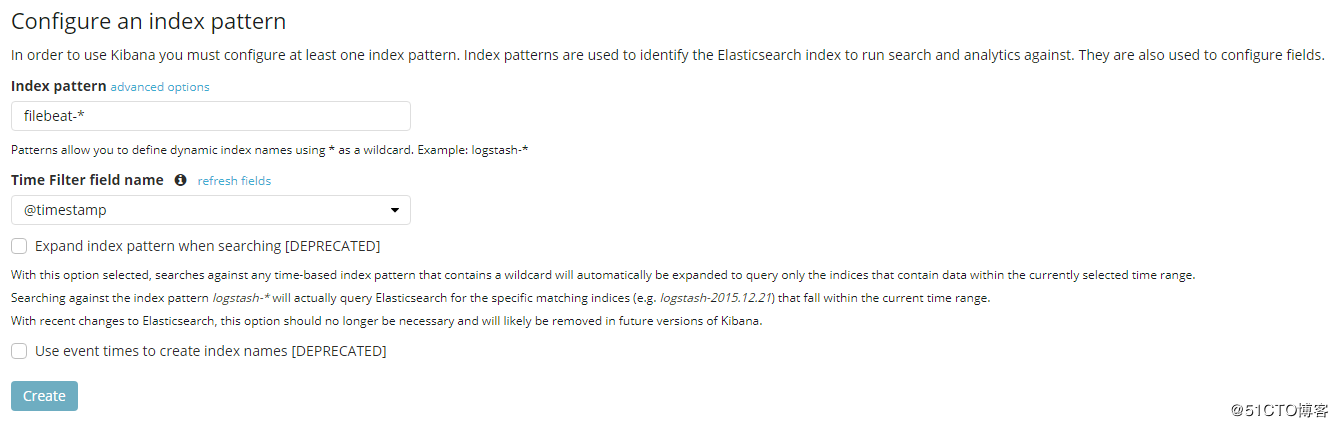 Configure an index pattern
In order to use Kibana you must configure at least one index pattern. Index patterns are used to identify the Elasticsearch index to run search and analytics against. They are also used to configure fields.
Index pattern advanced options
filebeat-*
Patterns allow you to define dynamic index names using * as a wildcard. Example: logstash-*
Time Filter field name refresh fields
@timestamp
Expand index pattern when searching [DEPRECATED]
With this option selected, searches against any time-based index pattern that contains a wildcard will automatically be expanded to query only the indices that contain data within the currently selected time range.
Searching against the index pattern logstash-* will actually query Elasticsearch for the specific matching indices (e.g. logstash-2015.12.21) that fall within the current time range.
With recent changes to Elasticsearch, this option should no longer be necessary and will likely be removed in future versions of Kibana.
Use event times to create index names [DEPRECATED]
Create
@51CTO博客